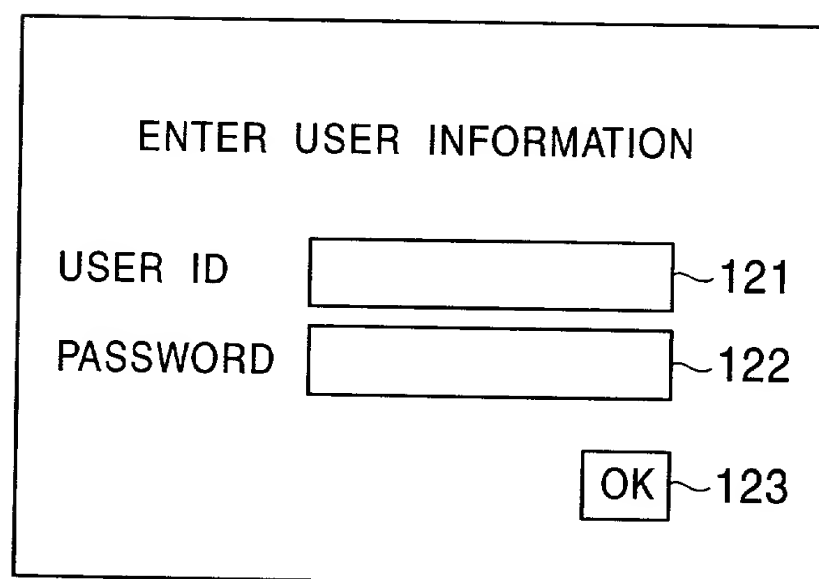 ENTER USER INFORMATION
USER ID 121
PASSWORD 122
OK 123